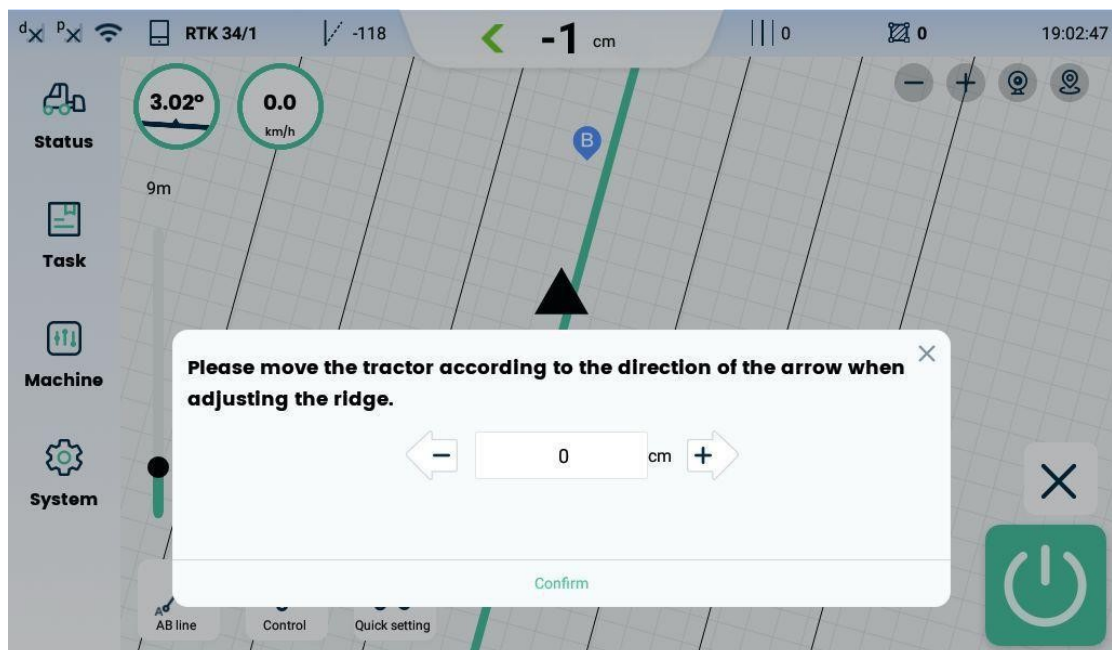 d p RTK 34/1 -118 -1 cm 0 0 19:02:47
3.02° 0.0
km/h
Status
B
9m
Task
Machine
System
Please move the tractor according to the direction of the arrow when
adjusting the ridge.
− 0 cm +
Confirm
A
AB line Control Quick setting